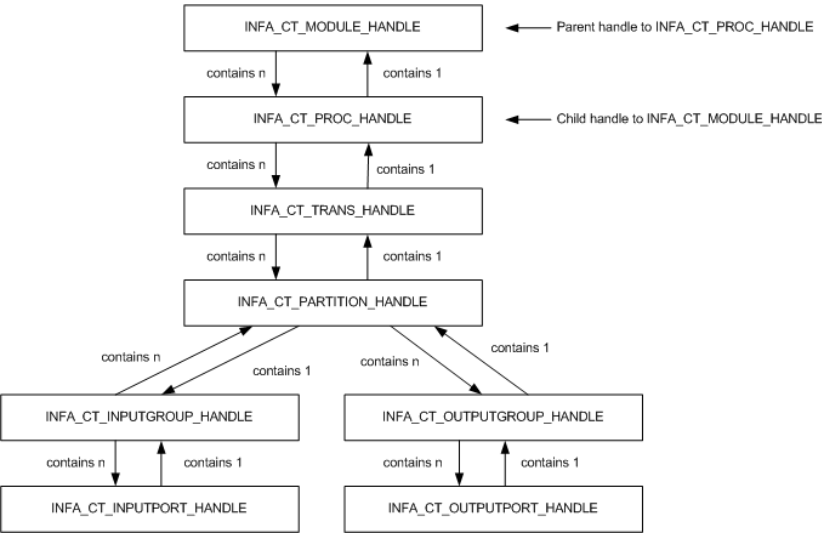 INFA_CT_MODULE_HANDLE
Parent handle to INFA_CT_PROC_HANDLE
contains n
contains 1
INFA_CT_PROC_HANDLE
Child handle to INFA_CT_MODULE_HANDLE
contains n
contains 1
INFA_CT_TRANS_HANDLE
contains n
contains 1
INFA_CT_PARTITION_HANDLE
contains n
contains 1
contains n
contains 1
INFA_CT_INPUTGROUP_HANDLE
INFA_CT_OUTPUTGROUP_HANDLE
contains n
contains 1
contains n
contains 1
INFA_CT_INPUTPORT_HANDLE
INFA_CT_OUTPUTPORT_HANDLE